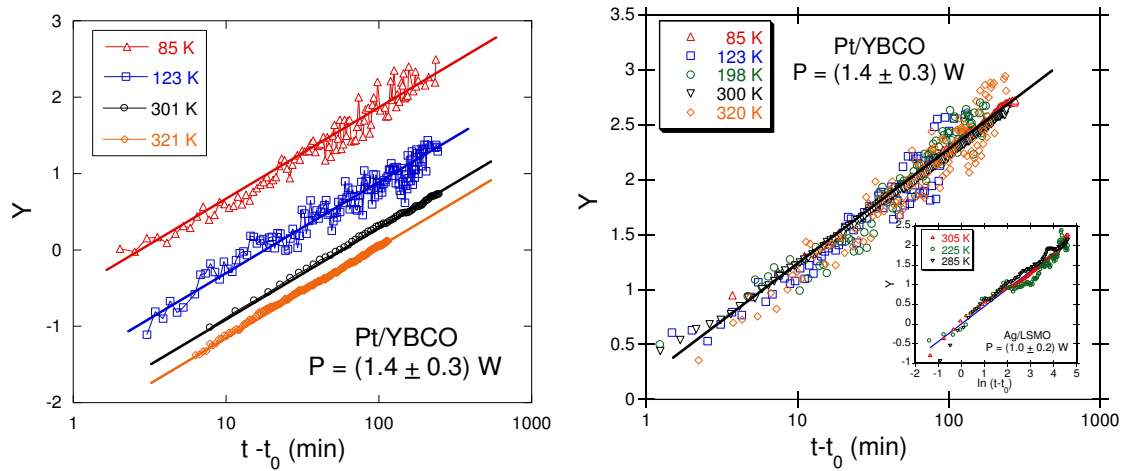 3
2
1
0
-1
-2
Y
85 K
123 K
301 K
321 K
Pt/YBCO
P = (1.4 ± 0.3) W
1
10
100
1000
t -t0 (min)
3.5
3
2.5
2
1.5
1
0.5
0
Y
85 K
123 K
198 K
300 K
320 K
Pt/YBCO
P = (1.4 ± 0.3) W
1
10
100
1000
t-t0 (min)
2.5
2
1.5
1
0.5
0
-0.5
-1
Y
305 K
225 K
285 K
Ag/LSMO
P = (1.0 ± 0.2) W
-2 -1 0 1 2 3 4 5
ln (t-t0)